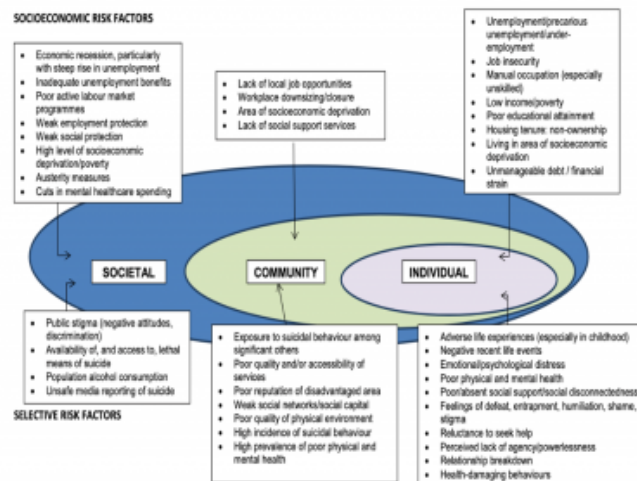 SOCIOECONOMIC RISK FACTORS
• Economic recession, particularly
with steep rise in unemployment
• Inadequate unemployment benefits
• Poor active labour market
programmes
• Weak employment protection
• Weak social protection
• High level of socioeconomic
deprivation/poverty
• Austerity measures
• Cuts in mental healthcare spending
• Lack of local job opportunities
• Workplace downsizing/closure
• Area of socioeconomic deprivation
• Lack of social support services
• Unemployment/precarious
unemployment/under-
employment
• Job insecurity
• Manual occupation (especially
unskilled)
• Low income/poverty
• Poor educational attainment
• Housing tenure: non-ownership
• Living in area of socioeconomic
deprivation
• Unmanageable debt / financial
strain
SOCIETAL
COMMUNITY
INDIVIDUAL
• Public stigma (negative attitudes,
discrimination)
• Availability of, and access to, lethal
means of suicide
• Population alcohol consumption
• Unsafe media reporting of suicide
• Exposure to suicidal behaviour among
significant others
• Poor quality and/or accessibility of
services
• Poor reputation of disadvantaged area
• Weak social networks/social capital
• Poor quality of physical environment
• High incidence of suicidal behaviour
• High prevalence of poor physical and
mental health
• Adverse life experiences (especially in childhood)
• Negative recent life events
• Emotional/psychological distress
• Poor physical and mental health
• Poor/absent social support/social disconnectedness
• Feelings of defeat, entrapment, humiliation, shame,
stigma
• Reluctance to seek help
• Perceived lack of agency/powerlessness
• Relationship breakdown
• Health-damaging behaviours
SELECTIVE RISK FACTORS